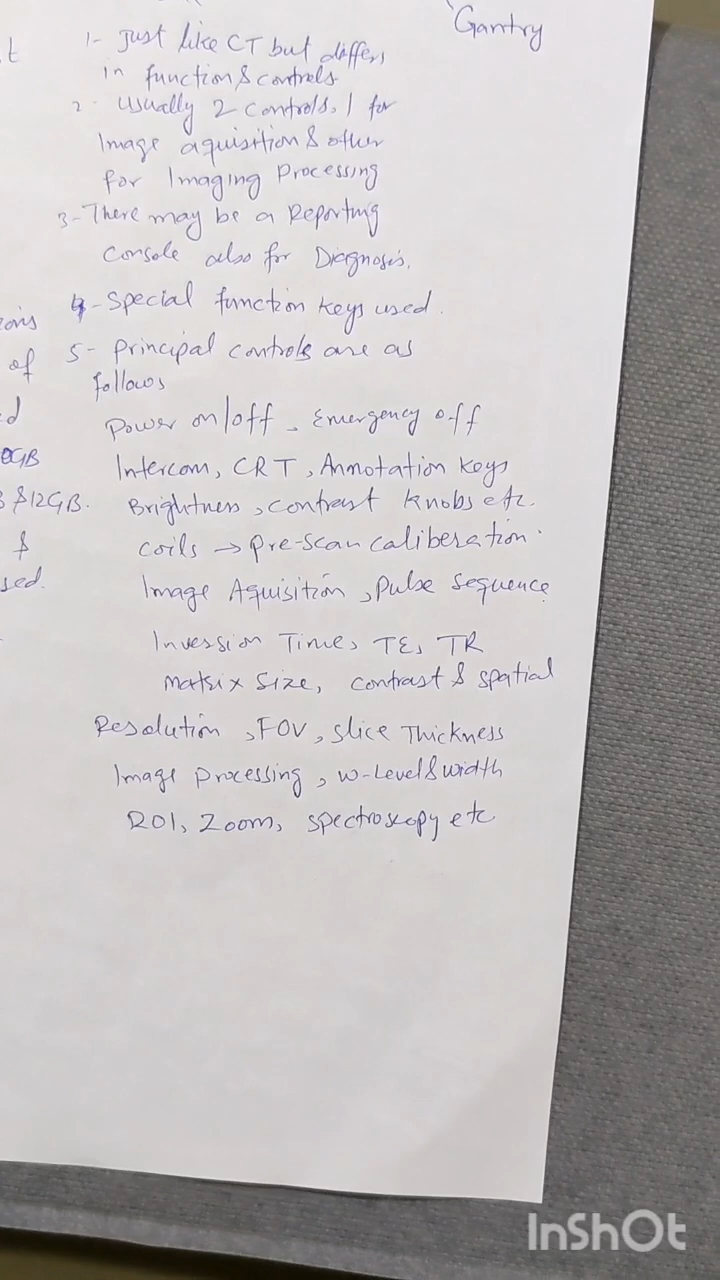 Gantry
1- Just like CT but differs
in function & controls
2- usually 2 controls, 1 for
Image aquisition & other
for Imaging Processing
3- There may be a Reporting
console also for Diagnosis.
4- Special function keys used.
5- principal controls are as
follows
Power on/off - Emergency off
Intercom, CRT, Annotation keys
Brightness, contrast knobs etc.
coils → pre-scan caliberation.
Image Aquisition, Pulse Sequence
Inversion Time, TE, TR
Matrix Size, contrast & spatial
Resolution, FOV, slice Thickness
Image processing, w-Level & width
ROI, Zoom, spectroscopy etc
of
GB
& 12GB.
&
sed.
InShOt